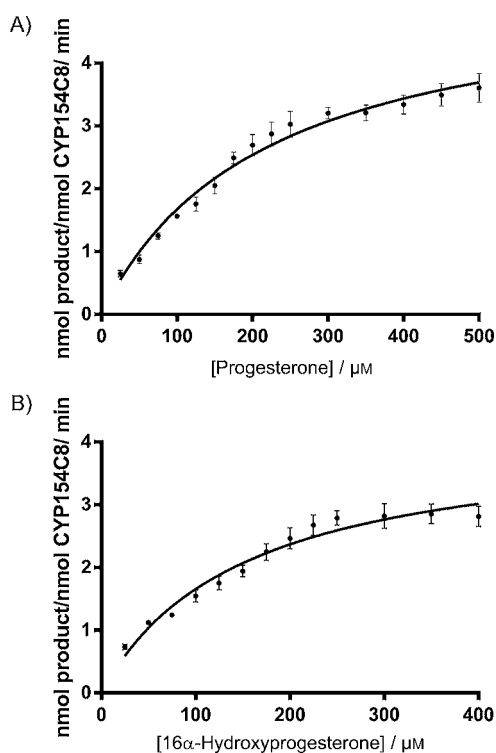 A)
nmol product/nmol CYP154C8/ min
4
3
2
1
0
0 100 200 300 400 500
[Progesterone] / µM
B)
nmol product/nmol CYP154C8/ min
4
3
2
1
0
0 100 200 300 400
[16α-Hydroxyprogesterone] / µM